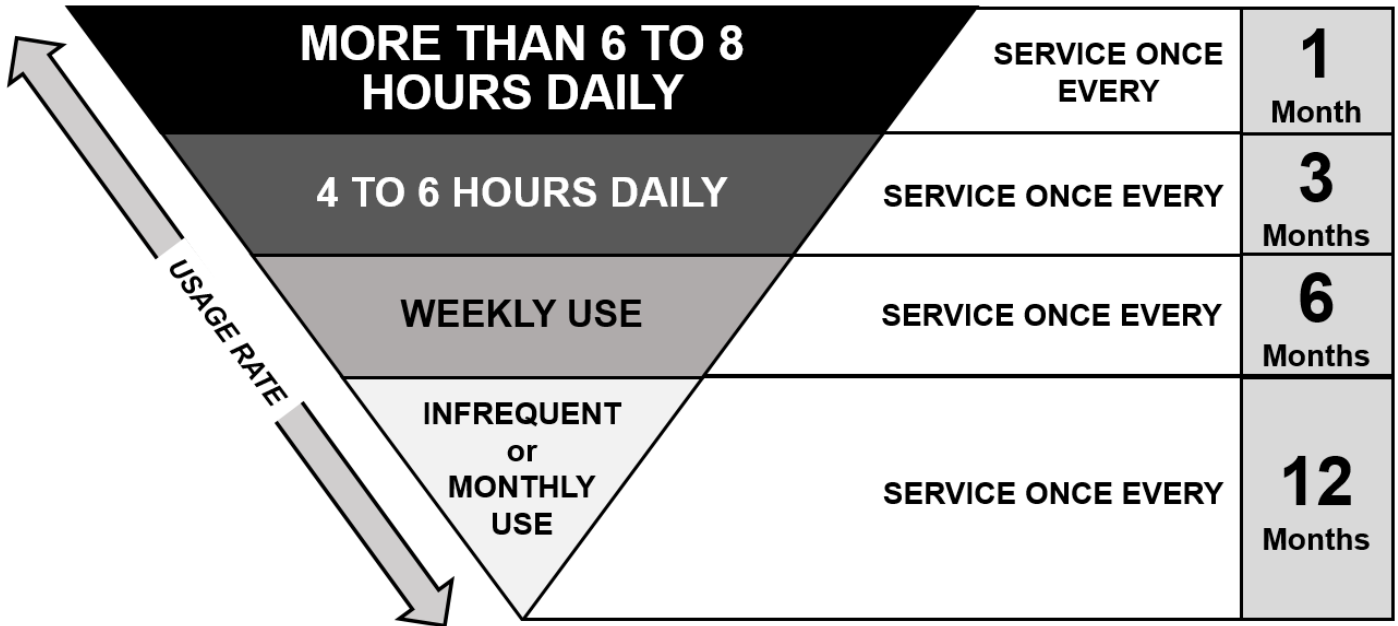 MORE THAN 6 TO 8
HOURS DAILY
SERVICE ONCE
EVERY
1
Month
4 TO 6 HOURS DAILY
SERVICE ONCE EVERY
3
Months
WEEKLY USE
SERVICE ONCE EVERY
6
Months
INFREQUENT
or
MONTHLY
USE
SERVICE ONCE EVERY
12
Months
USAGE RATE